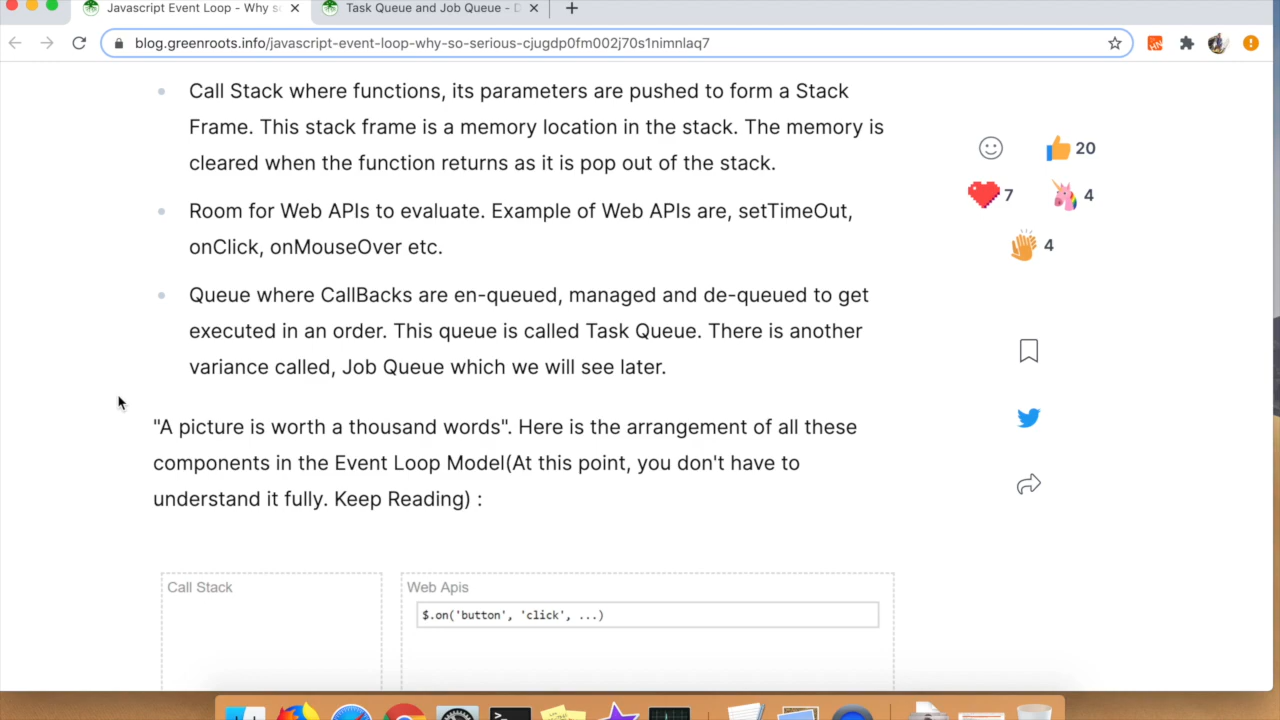 Javascript Event Loop - Why so
Task Queue and Job Queue - D
blog.greenroots.info/javascript-event-loop-why-so-serious-cjugdp0fm002j70s1nimnlaq7
Call Stack where functions, its parameters are pushed to form a Stack
Frame. This stack frame is a memory location in the stack. The memory is
cleared when the function returns as it is pop out of the stack.
20
7
4
4
Room for Web APIs to evaluate. Example of Web APIs are, setTimeOut,
onClick, onMouseOver etc.
Queue where CallBacks are en-queued, managed and de-queued to get
executed in an order. This queue is called Task Queue. There is another
variance called, Job Queue which we will see later.
"A picture is worth a thousand words". Here is the arrangement of all these
components in the Event Loop Model(At this point, you don't have to
understand it fully. Keep Reading) :
Call Stack
Web Apis
$.on('button', 'click', ...)